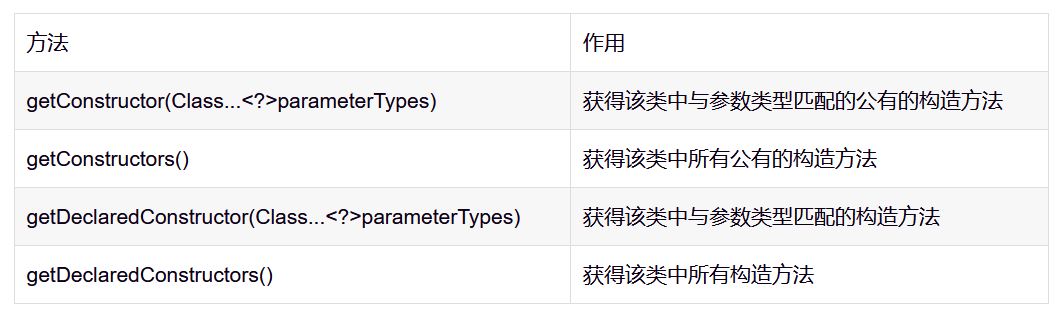 方法 作用
getConstructor(Class...<?>parameterTypes) 获得该类中与参数类型匹配的公有的构造方法
getConstructors() 获得该类中所有公有的构造方法
getDeclaredConstructor(Class...<?>parameterTypes) 获得该类中与参数类型匹配的构造方法
getDeclaredConstructors() 获得该类中所有构造方法